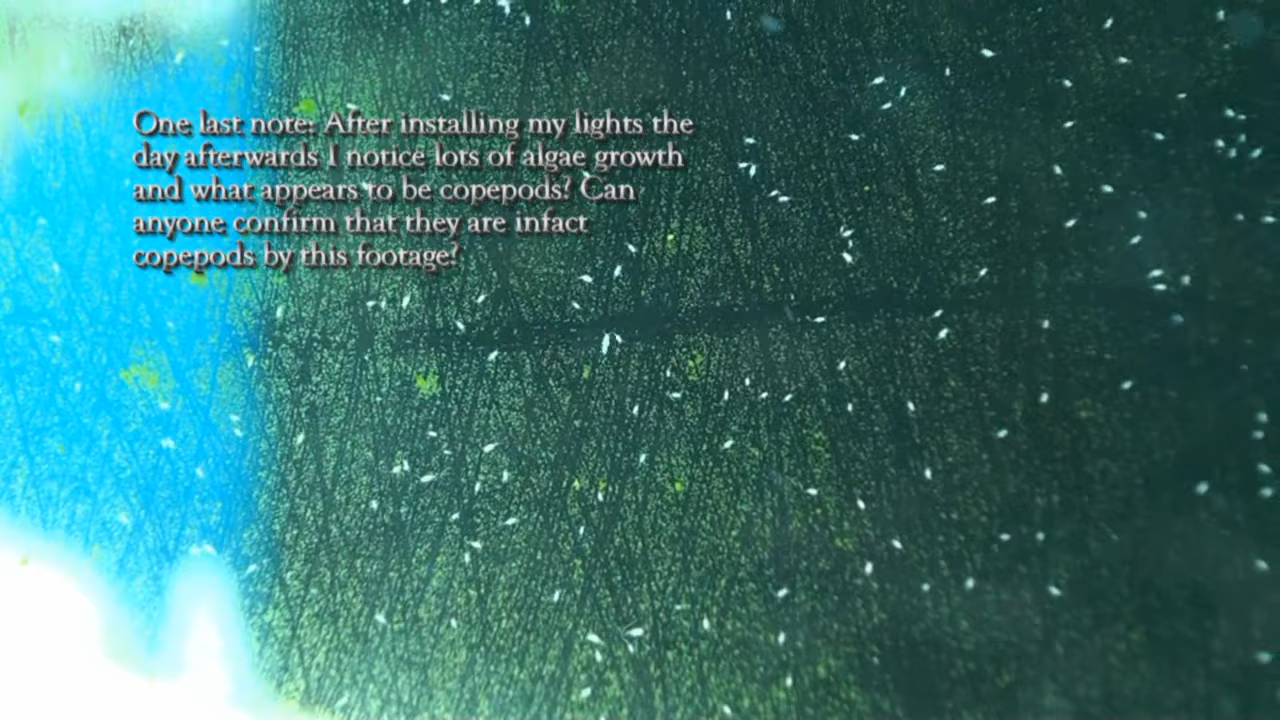 One last note: After installing my lights the
day afterwards I notice lots of algae growth
and what appears to be copepods? Can
anyone confirm that they are infact
copepods by this footage?